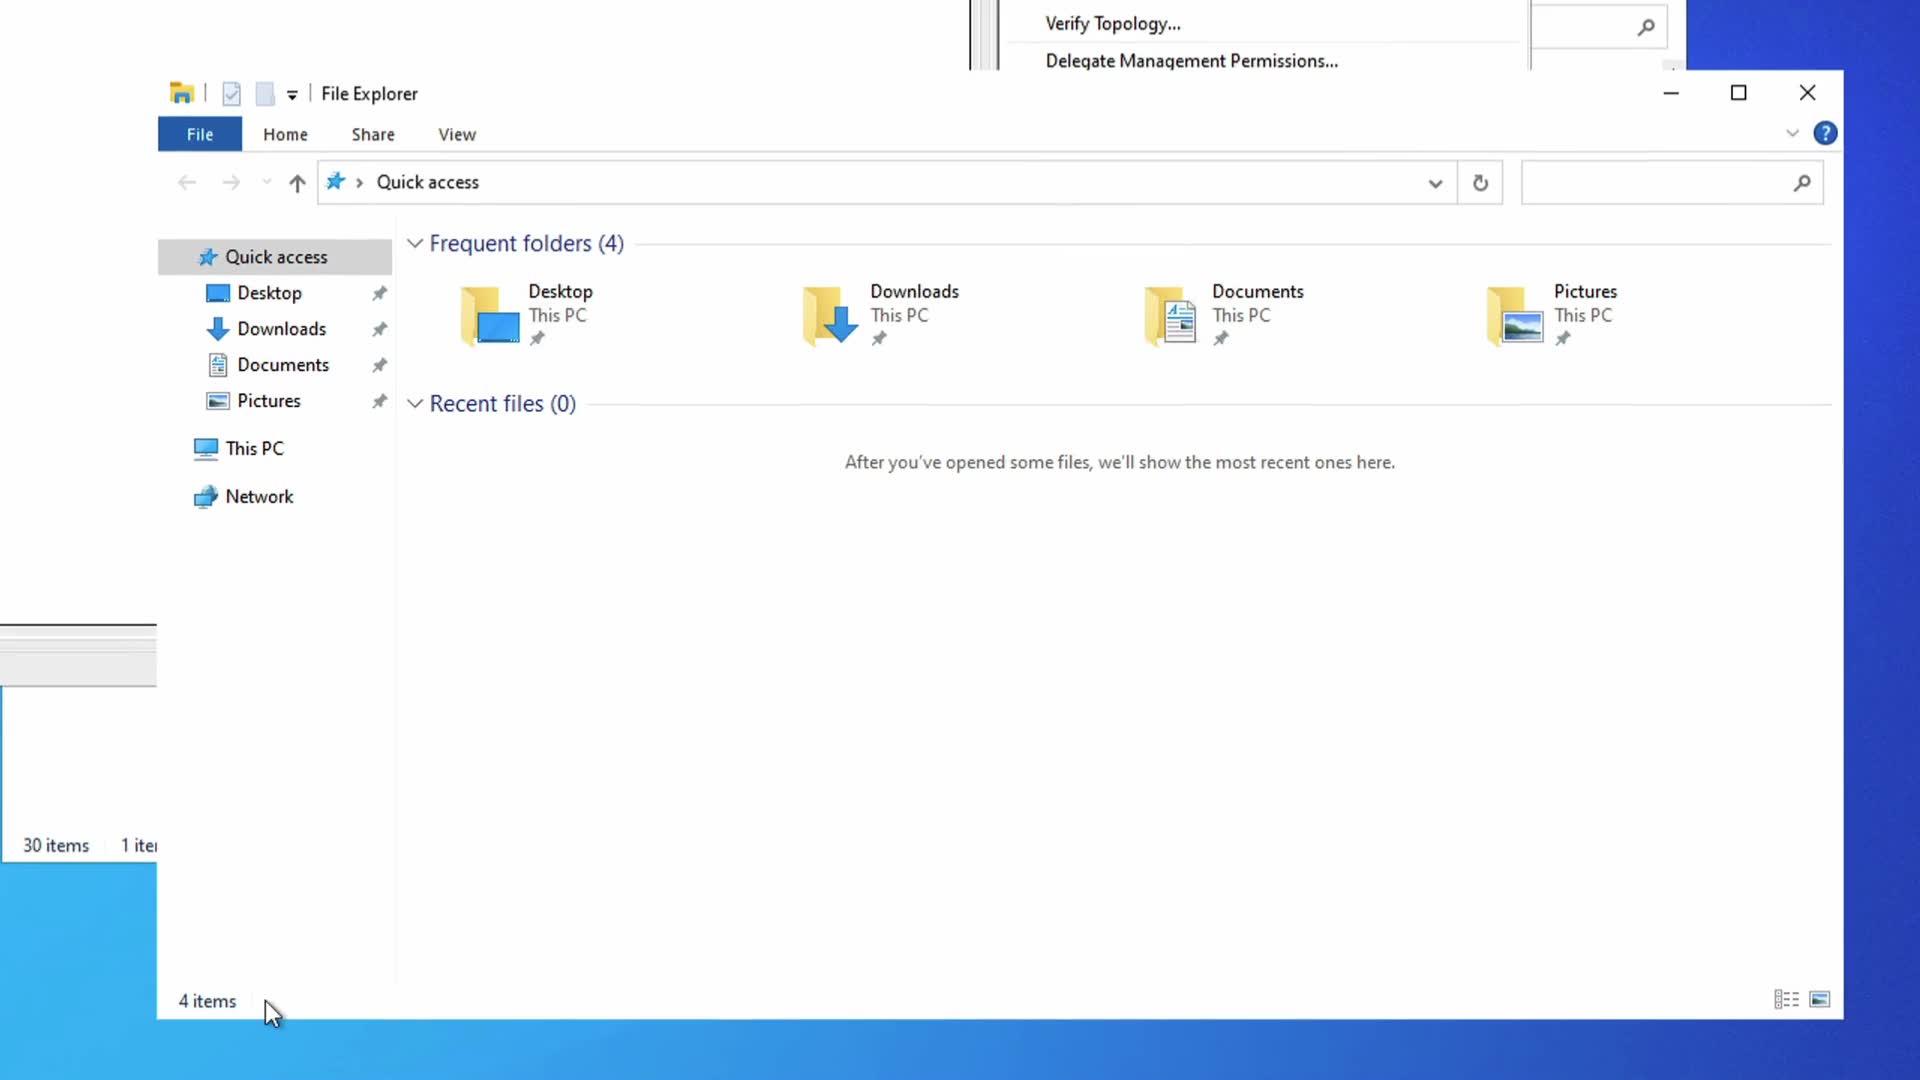 Verify Topology...
Delegate Management Permissions...
File Explorer
File Home Share View
?
Quick access
Quick access
Desktop
Downloads
Documents
Pictures
This PC
Network
Frequent folders (4)
Desktop
This PC
Downloads
This PC
Documents
This PC
Pictures
This PC
Recent files (0)
After you've opened some files, we'll show the most recent ones here.
30 items
4 items